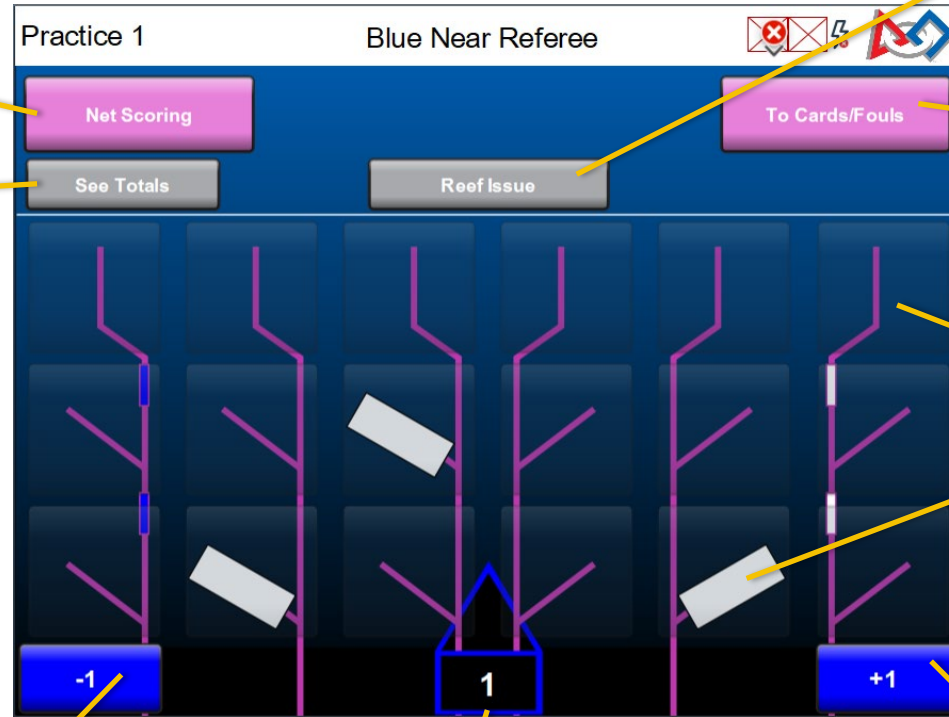 Practice 1
Blue Near Referee
Net Scoring
To Cards/Fouls
See Totals
Reef Issue
-1
1
+1